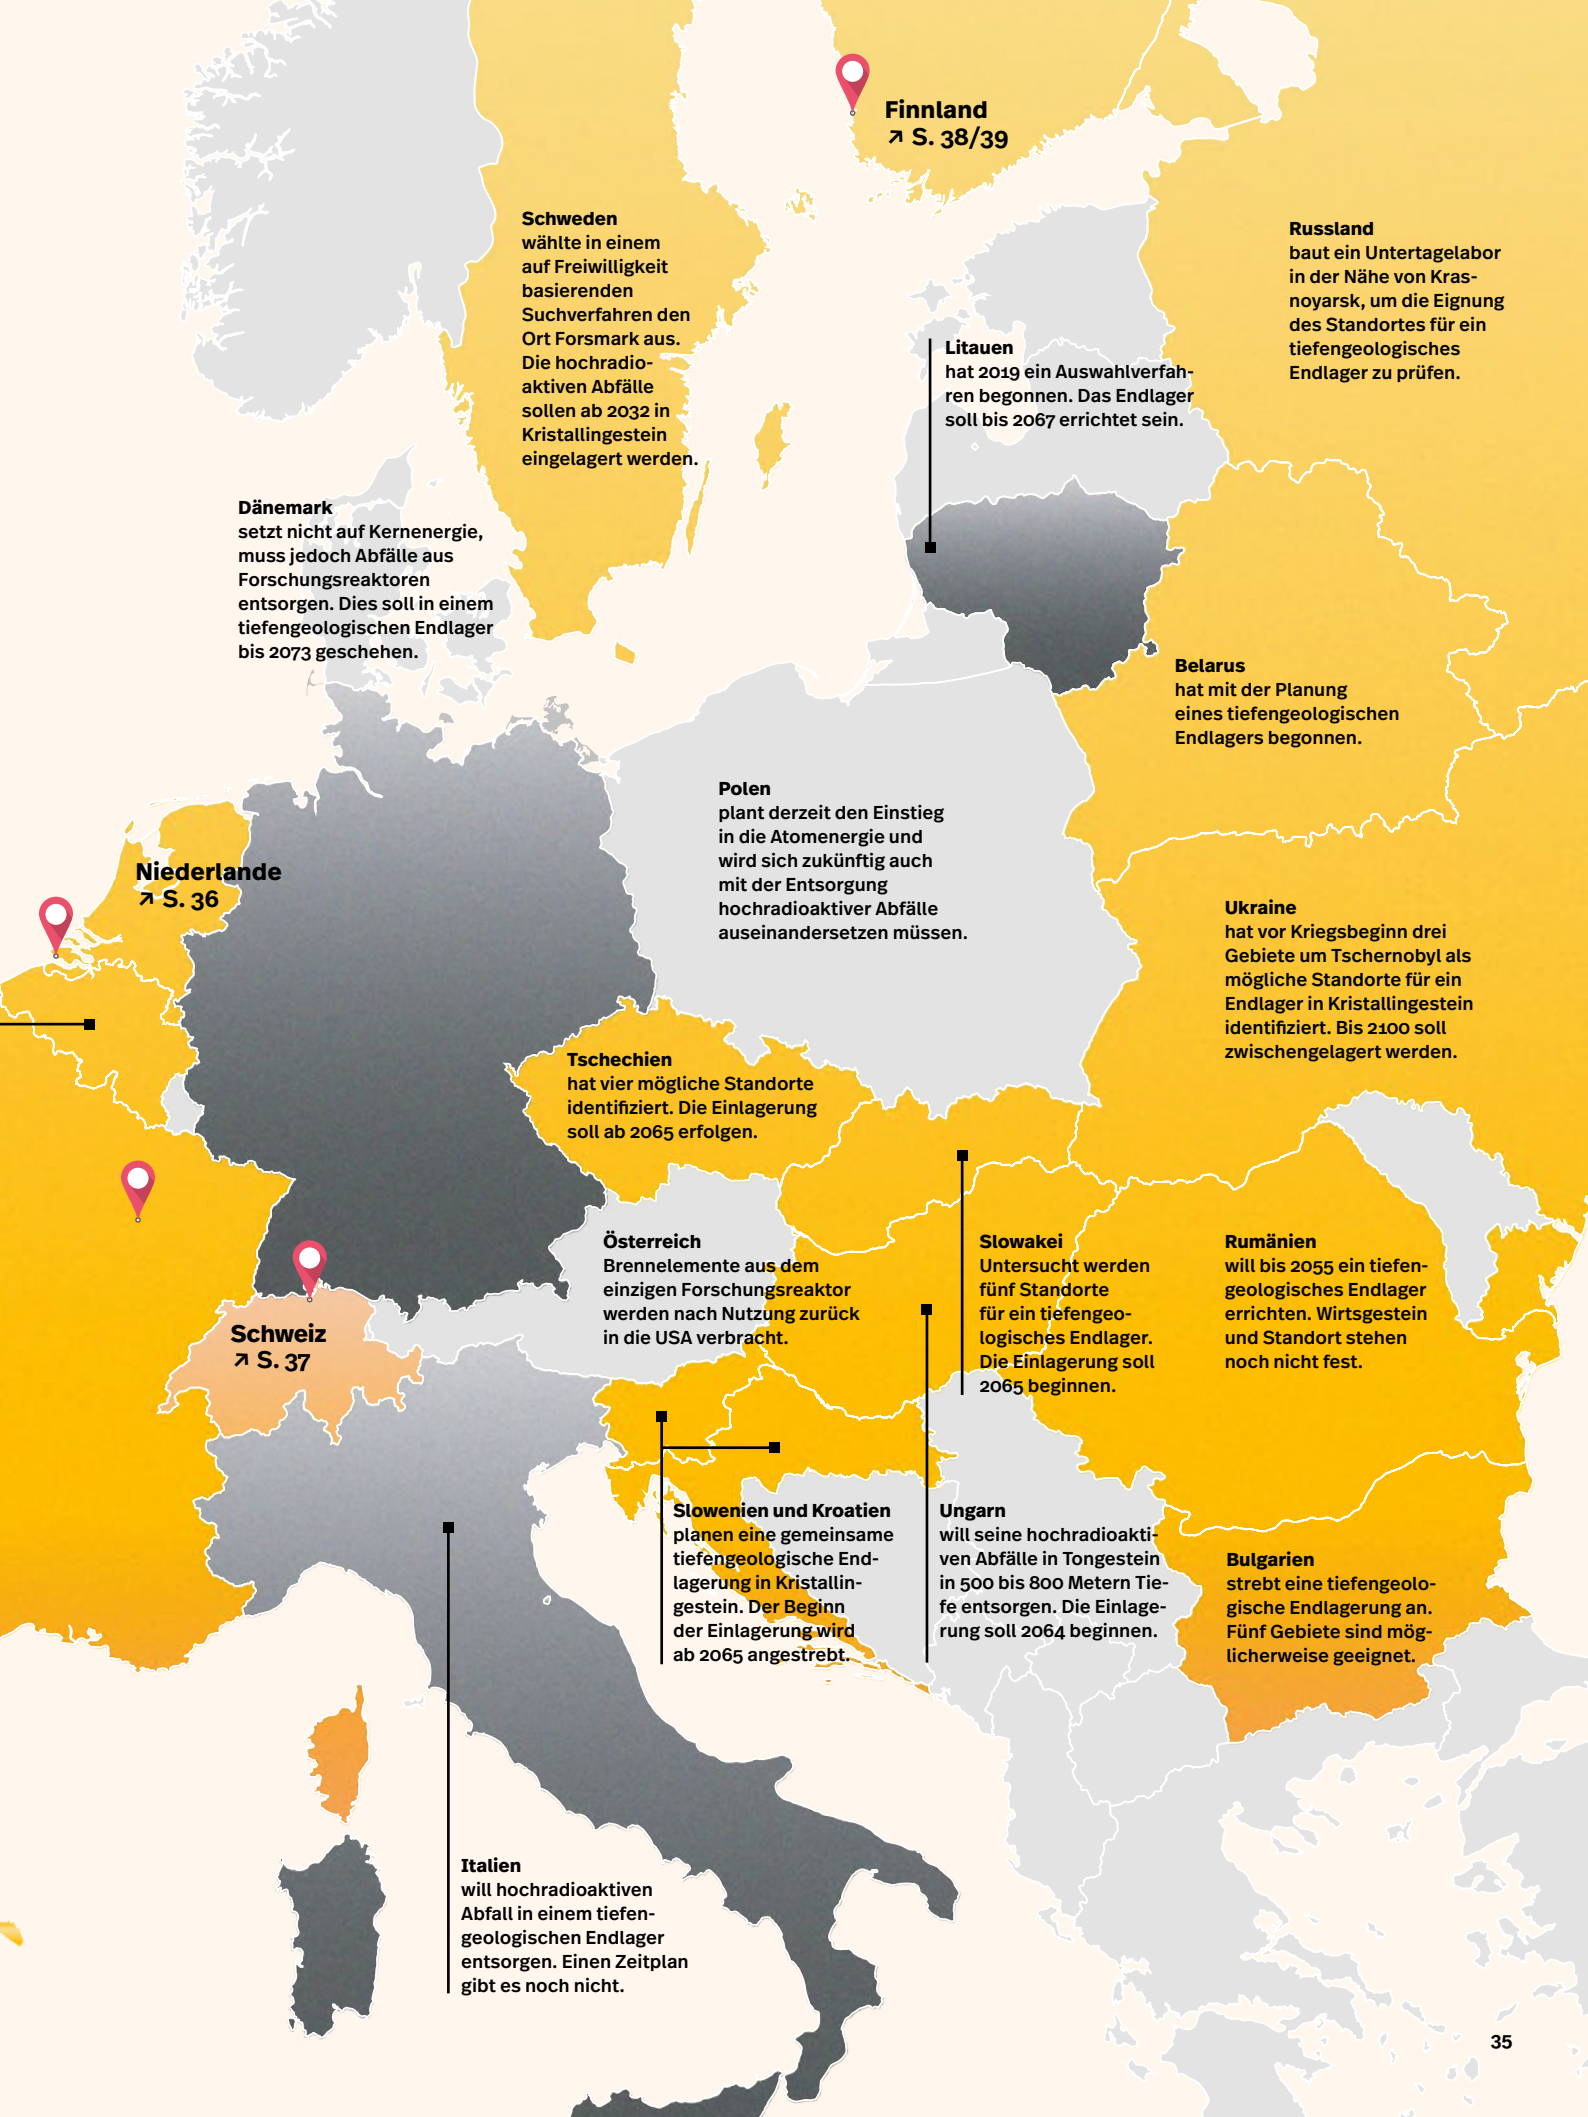 Finnland
↗ S. 38/39
Schweden
wählte in einem
auf Freiwilligkeit
basierenden
Suchverfahren den
Ort Forsmark aus.
Die hochradio-
aktiven Abfälle
sollen ab 2032 in
Kristallingestein
eingelagert werden.
Russland
baut ein Untertagelabor
in der Nähe von Kras-
noyarsk, um die Eignung
des Standortes für ein
tiefengeologisches
Endlager zu prüfen.
Litauen
hat 2019 ein Auswahlverfah-
ren begonnen. Das Endlager
soll bis 2067 errichtet sein.
Dänemark
setzt nicht auf Kernenergie,
muss jedoch Abfälle aus
Forschungsreaktoren
entsorgen. Dies soll in einem
tiefengeologischen Endlager
bis 2073 geschehen.
Belarus
hat mit der Planung
eines tiefengeologischen
Endlagers begonnen.
Polen
plant derzeit den Einstieg
in die Atomenergie und
wird sich zukünftig auch
mit der Entsorgung
hochradioaktiver Abfälle
auseinandersetzen müssen.
Niederlande
↗ S. 36
Ukraine
hat vor Kriegsbeginn drei
Gebiete um Tschernobyl als
mögliche Standorte für ein
Endlager in Kristallingestein
identifiziert. Bis 2100 soll
zwischengelagert werden.
Tschechien
hat vier mögliche Standorte
identifiziert. Die Einlagerung
soll ab 2065 erfolgen.
Österreich
Brennelemente aus dem
einzigen Forschungsreaktor
werden nach Nutzung zurück
in die USA verbracht.
Slowakei
Untersucht werden
fünf Standorte
für ein tiefengeo-
logisches Endlager.
Die Einlagerung soll
2065 beginnen.
Rumänien
will bis 2055 ein tiefen-
geologisches Endlager
errichten. Wirtsgestein
und Standort stehen
noch nicht fest.
Schweiz
↗ S. 37
Slowenien und Kroatien
planen eine gemeinsame
tiefengeologische End-
lagerung in Kristallin-
gestein. Der Beginn
der Einlagerung wird
ab 2065 angestrebt.
Ungarn
will seine hochradioakti-
ven Abfälle in Tongestein
in 500 bis 800 Metern Tie-
fe entsorgen. Die Einlage-
rung soll 2064 beginnen.
Bulgarien
strebt eine tiefengeolo-
gische Endlagerung an.
Fünf Gebiete sind mög-
licherweise geeignet.
Italien
will hochradioaktiven
Abfall in einem tiefen-
geologischen Endlager
entsorgen. Einen Zeitplan
gibt es noch nicht.
35